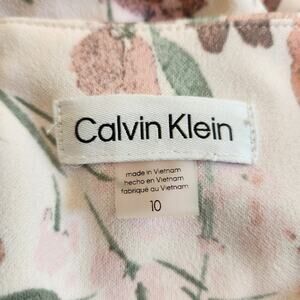 Calvin Klein
made in Vietnam
hecho en Vietnam
fabriqué au Vietnam
10